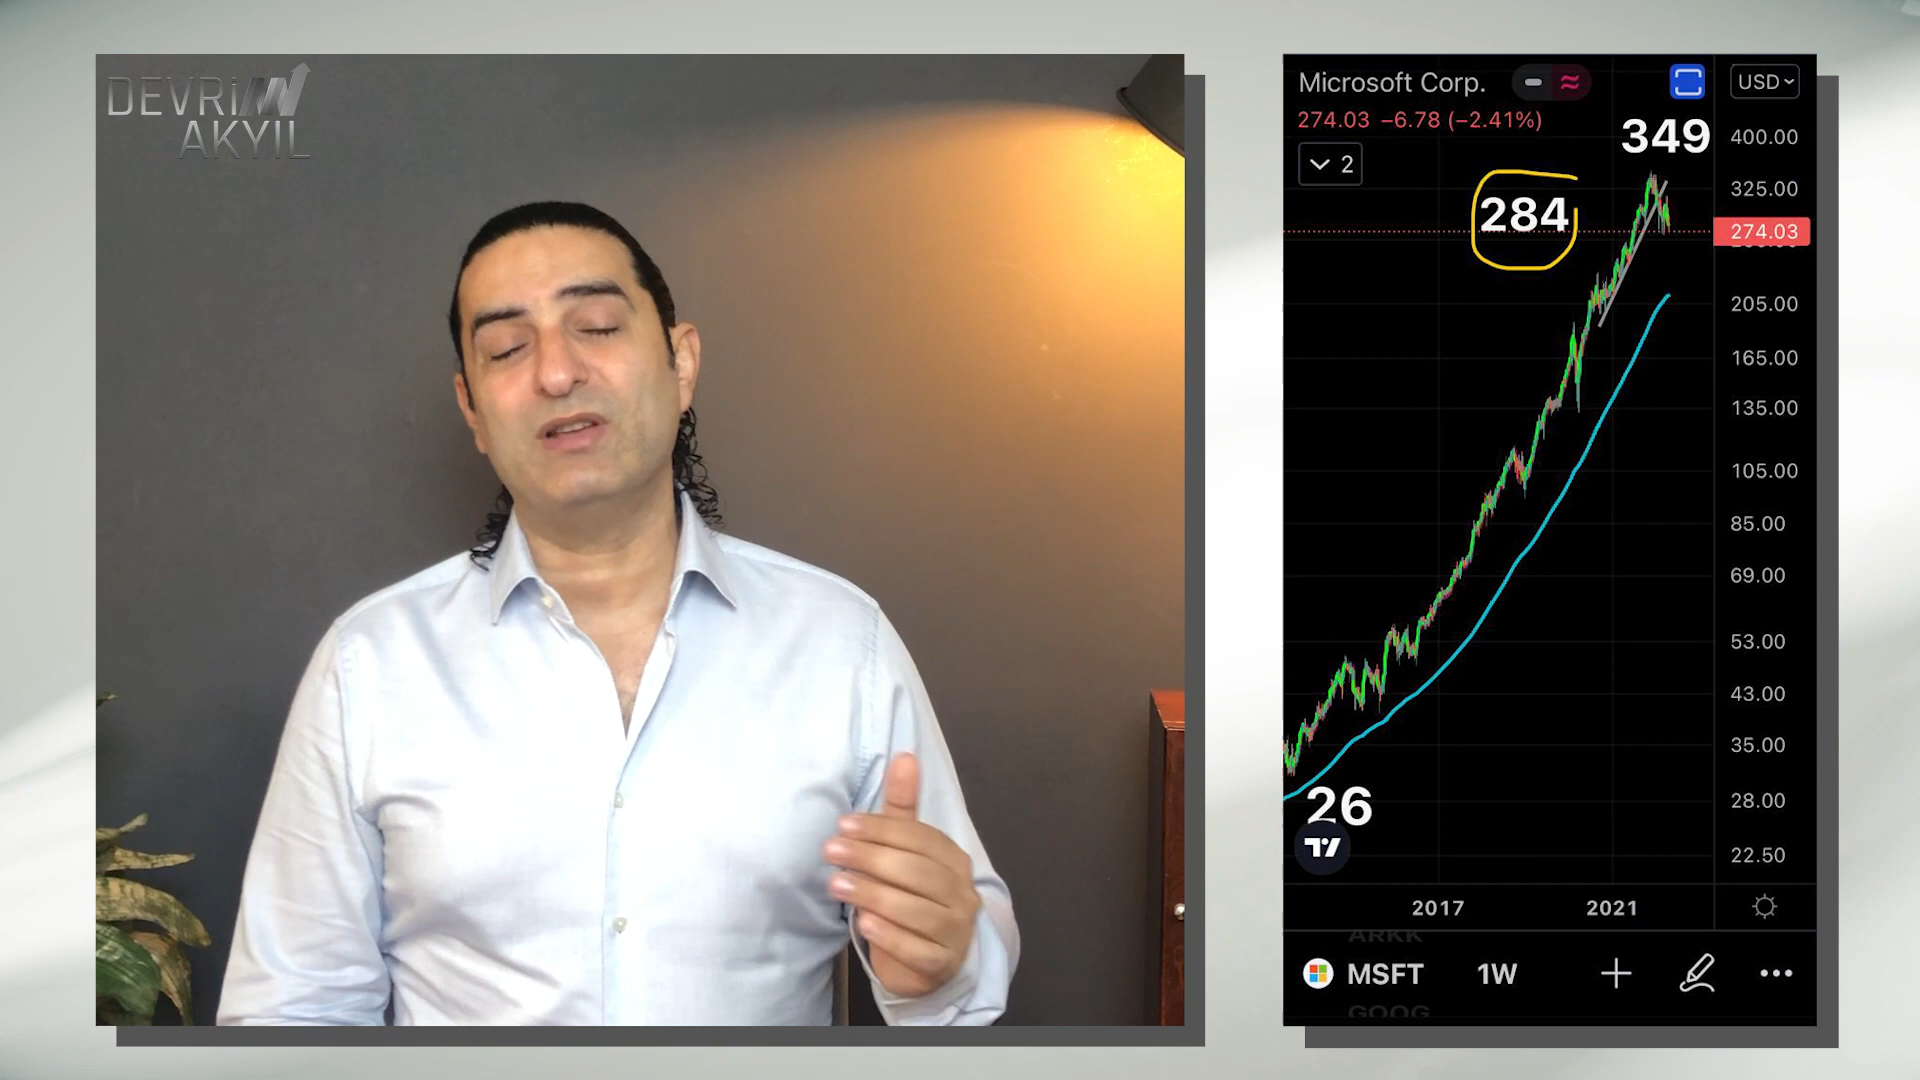 DEVRiM
AKYIL
Microsoft Corp.
USD
274.03 −6.78 (−2.41%)
349
2
284
26
400.00
325.00
274.03
205.00
165.00
135.00
105.00
85.00
69.00
53.00
43.00
35.00
28.00
22.50
2017 2021
ARKK
MSFT 1W
GOOG